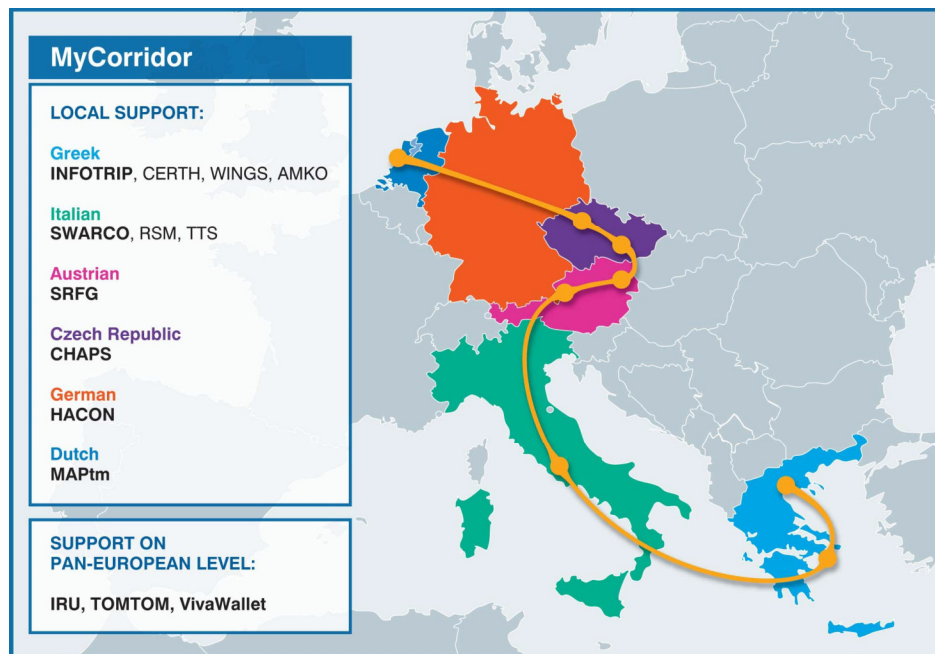 MyCorridor
LOCAL SUPPORT:
Greek
INFOTRIP, CERTH, WINGS, AMKO
Italian
SWARCO, RSM, TTS
Austrian
SRFG
Czech Republic
CHAPS
German
HACON
Dutch
MAPtm
SUPPORT ON
PAN-EUROPEAN LEVEL:
IRU, TOMTOM, VivaWallet